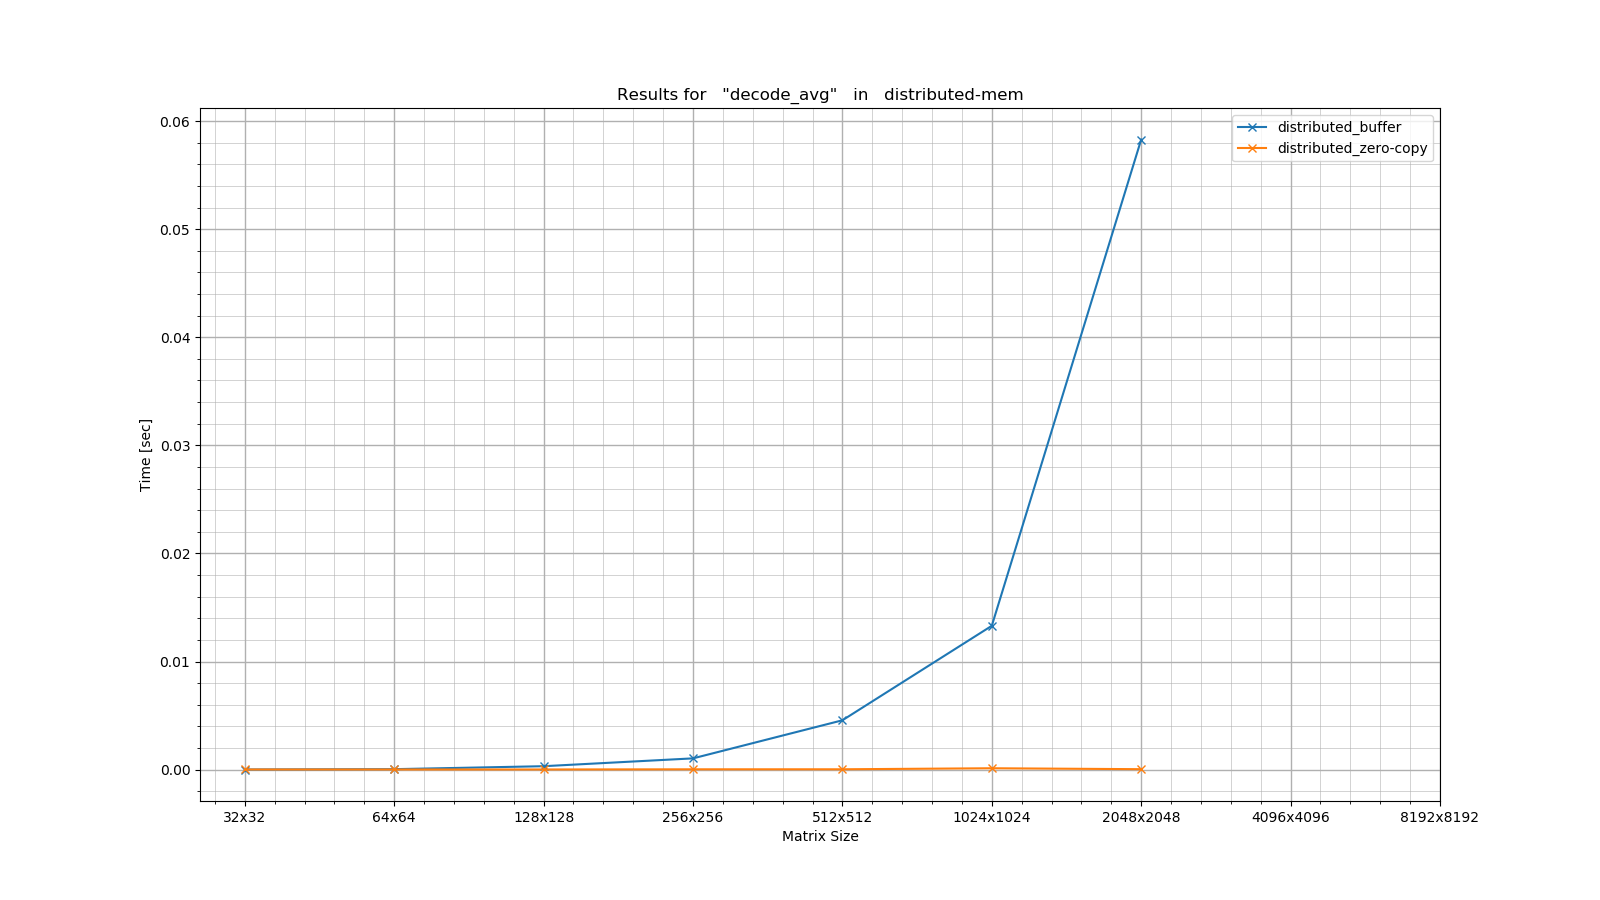 Results for "decode_avg" in distributed-mem
distributed_buffer
distributed_zero-copy
0.06
0.05
0.04
0.03
0.02
0.01
0.00
Time [sec]
32x32 64x64 128x128 256x256 512x512 1024x1024 2048x2048 4096x4096 8192x8192
Matrix Size